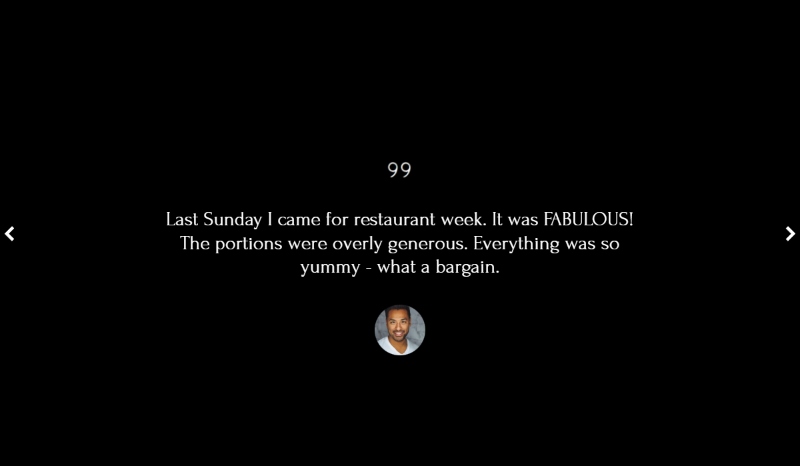 99
Last Sunday I came for restaurant week. It was FABULOUS!
The portions were overly generous. Everything was so
yummy - what a bargain.